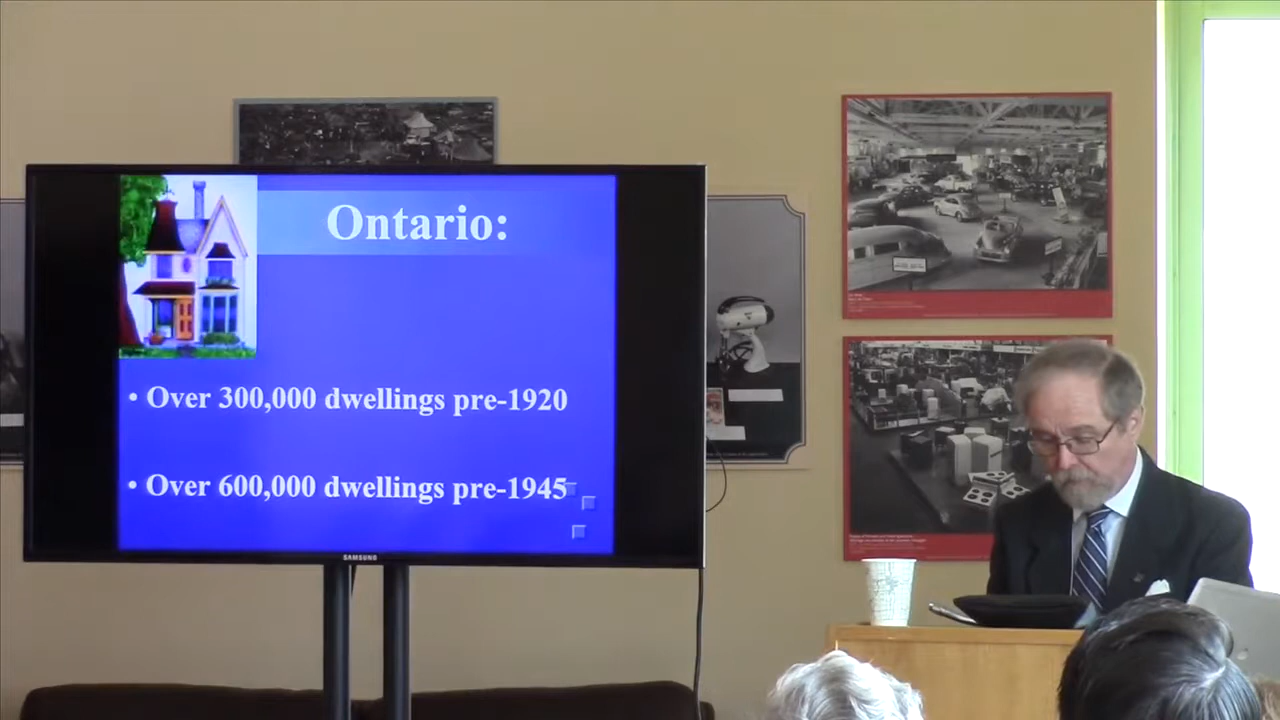 Ontario:
• Over 300,000 dwellings pre-1920
• Over 600,000 dwellings pre-1945
SAMSUNG